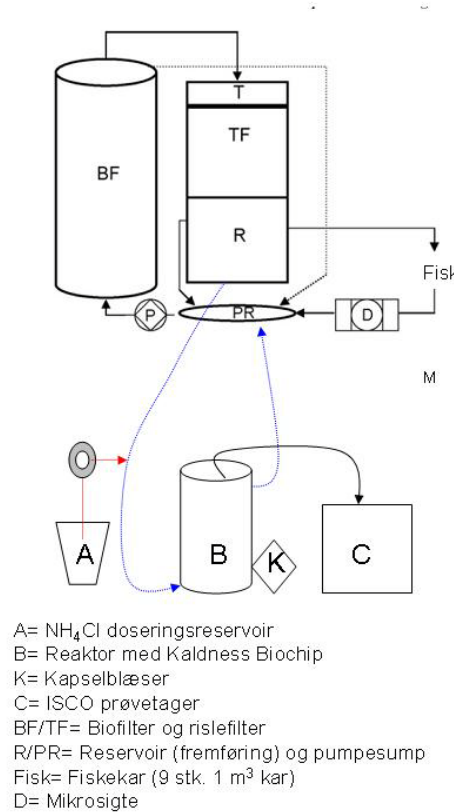 T
TF
BF
R
Fisk
P
PR
D
M
A
B
K
C
A= NH₄Cl doseringsreservoir
B= Reaktor med Kaldness Biochip
K= Kapselblæser
C= ISCO prøvetager
BF/TF= Biofilter og rislefilter
R/PR= Reservoir (fremføring) og pumpesump
Fisk= Fiskekar (9 stk. 1 m³ kar)
D= Mikrosigte